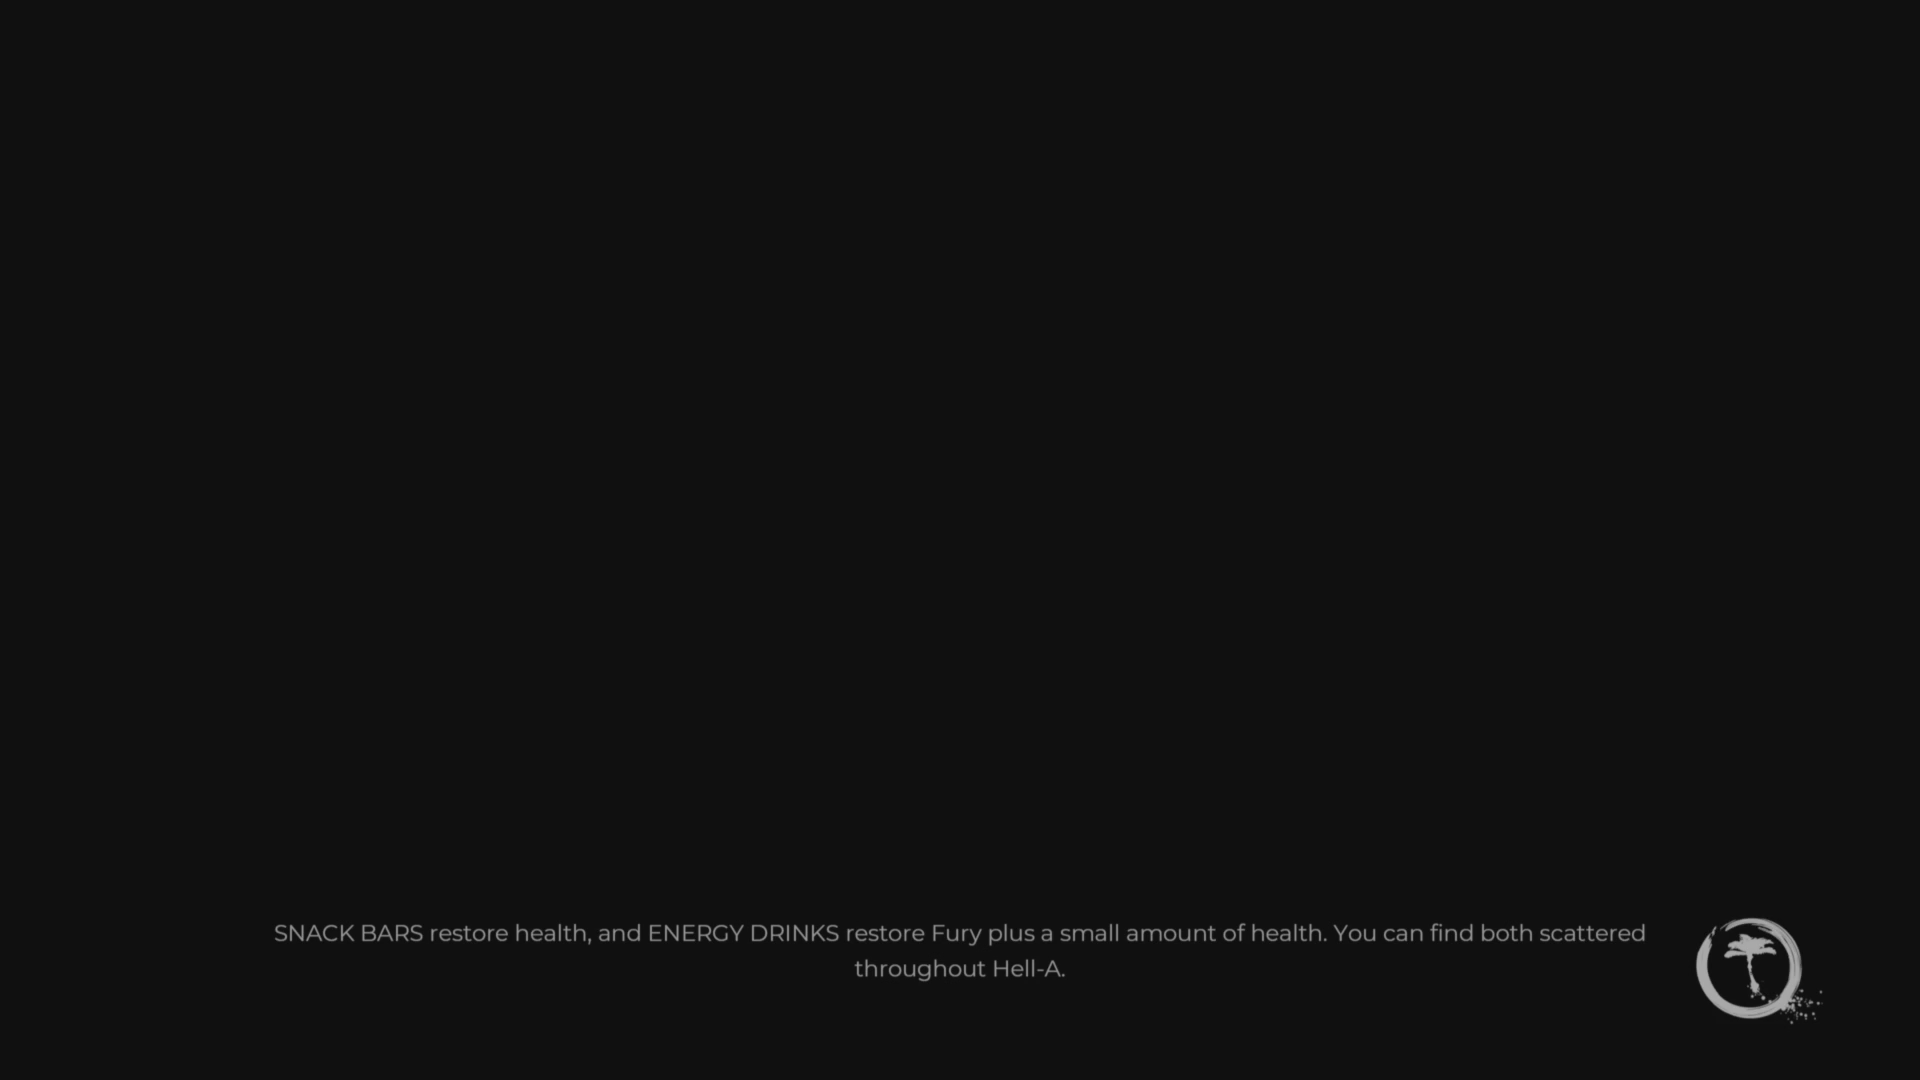 SNACK BARS restore health, and ENERGY DRINKS restore Fury plus a small amount of health. You can find both scattered
throughout Hell-A.